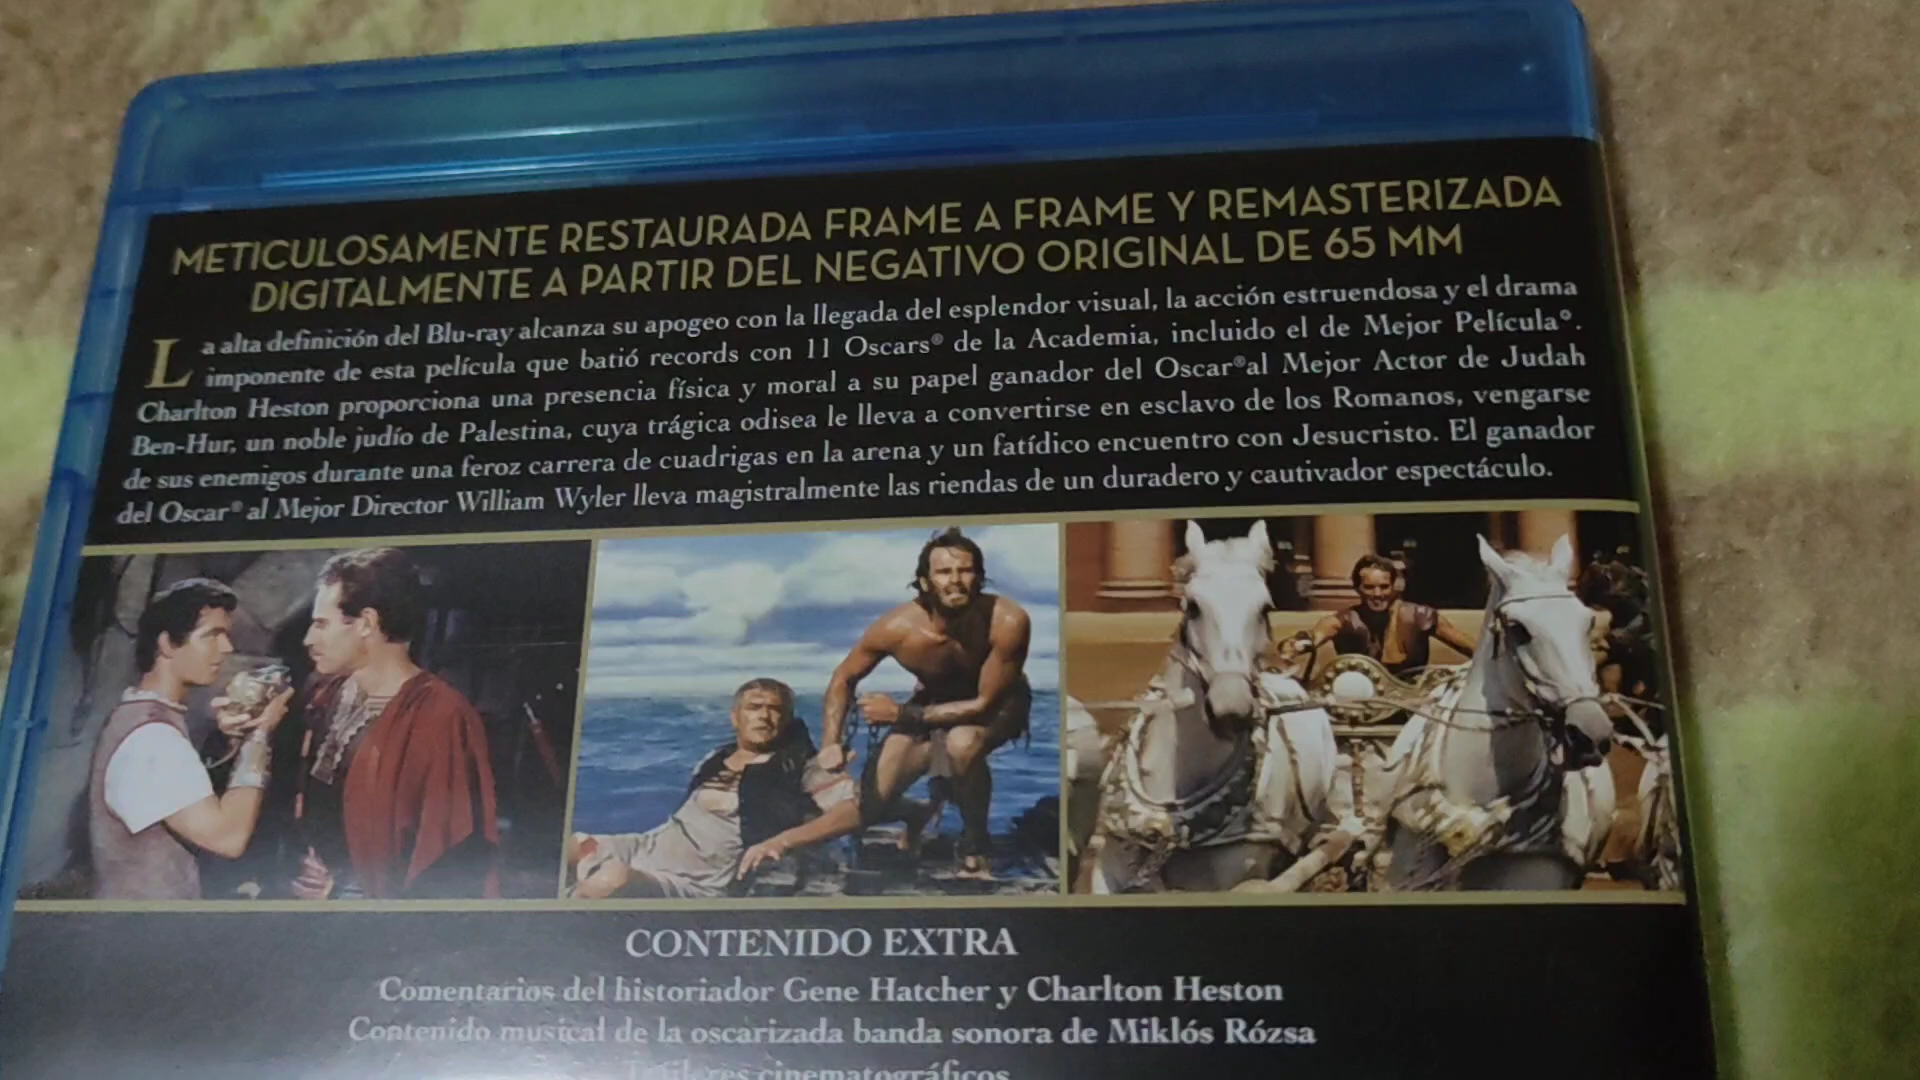 METICULOSAMENTE RESTAURADA FRAME A FRAME Y REMASTERIZADA
DIGITALMENTE A PARTIR DEL NEGATIVO ORIGINAL DE 65 MM
La alta definición del Blu-ray alcanza su apogeo con la llegada del esplendor visual, la acción estruendosa y el drama
imponente de esta película que batió records con 11 Oscars® de la Academia, incluido el de Mejor Película®.
Charlton Heston proporciona una presencia física y moral a su papel ganador del Oscar®al Mejor Actor de Judah
Ben-Hur, un noble judío de Palestina, cuya trágica odisea le lleva a convertirse en esclavo de los Romanos, vengarse
de sus enemigos durante una feroz carrera de cuadrigas en la arena y un fatídico encuentro con Jesucristo. El ganador
del Oscar® al Mejor Director William Wyler lleva magistralmente las riendas de un duradero y cautivador espectáculo.
CONTENIDO EXTRA
Comentarios del historiador Gene Hatcher y Charlton Heston
Contenido musical de la oscarizada banda sonora de Miklós Rózsa
cinematográficos